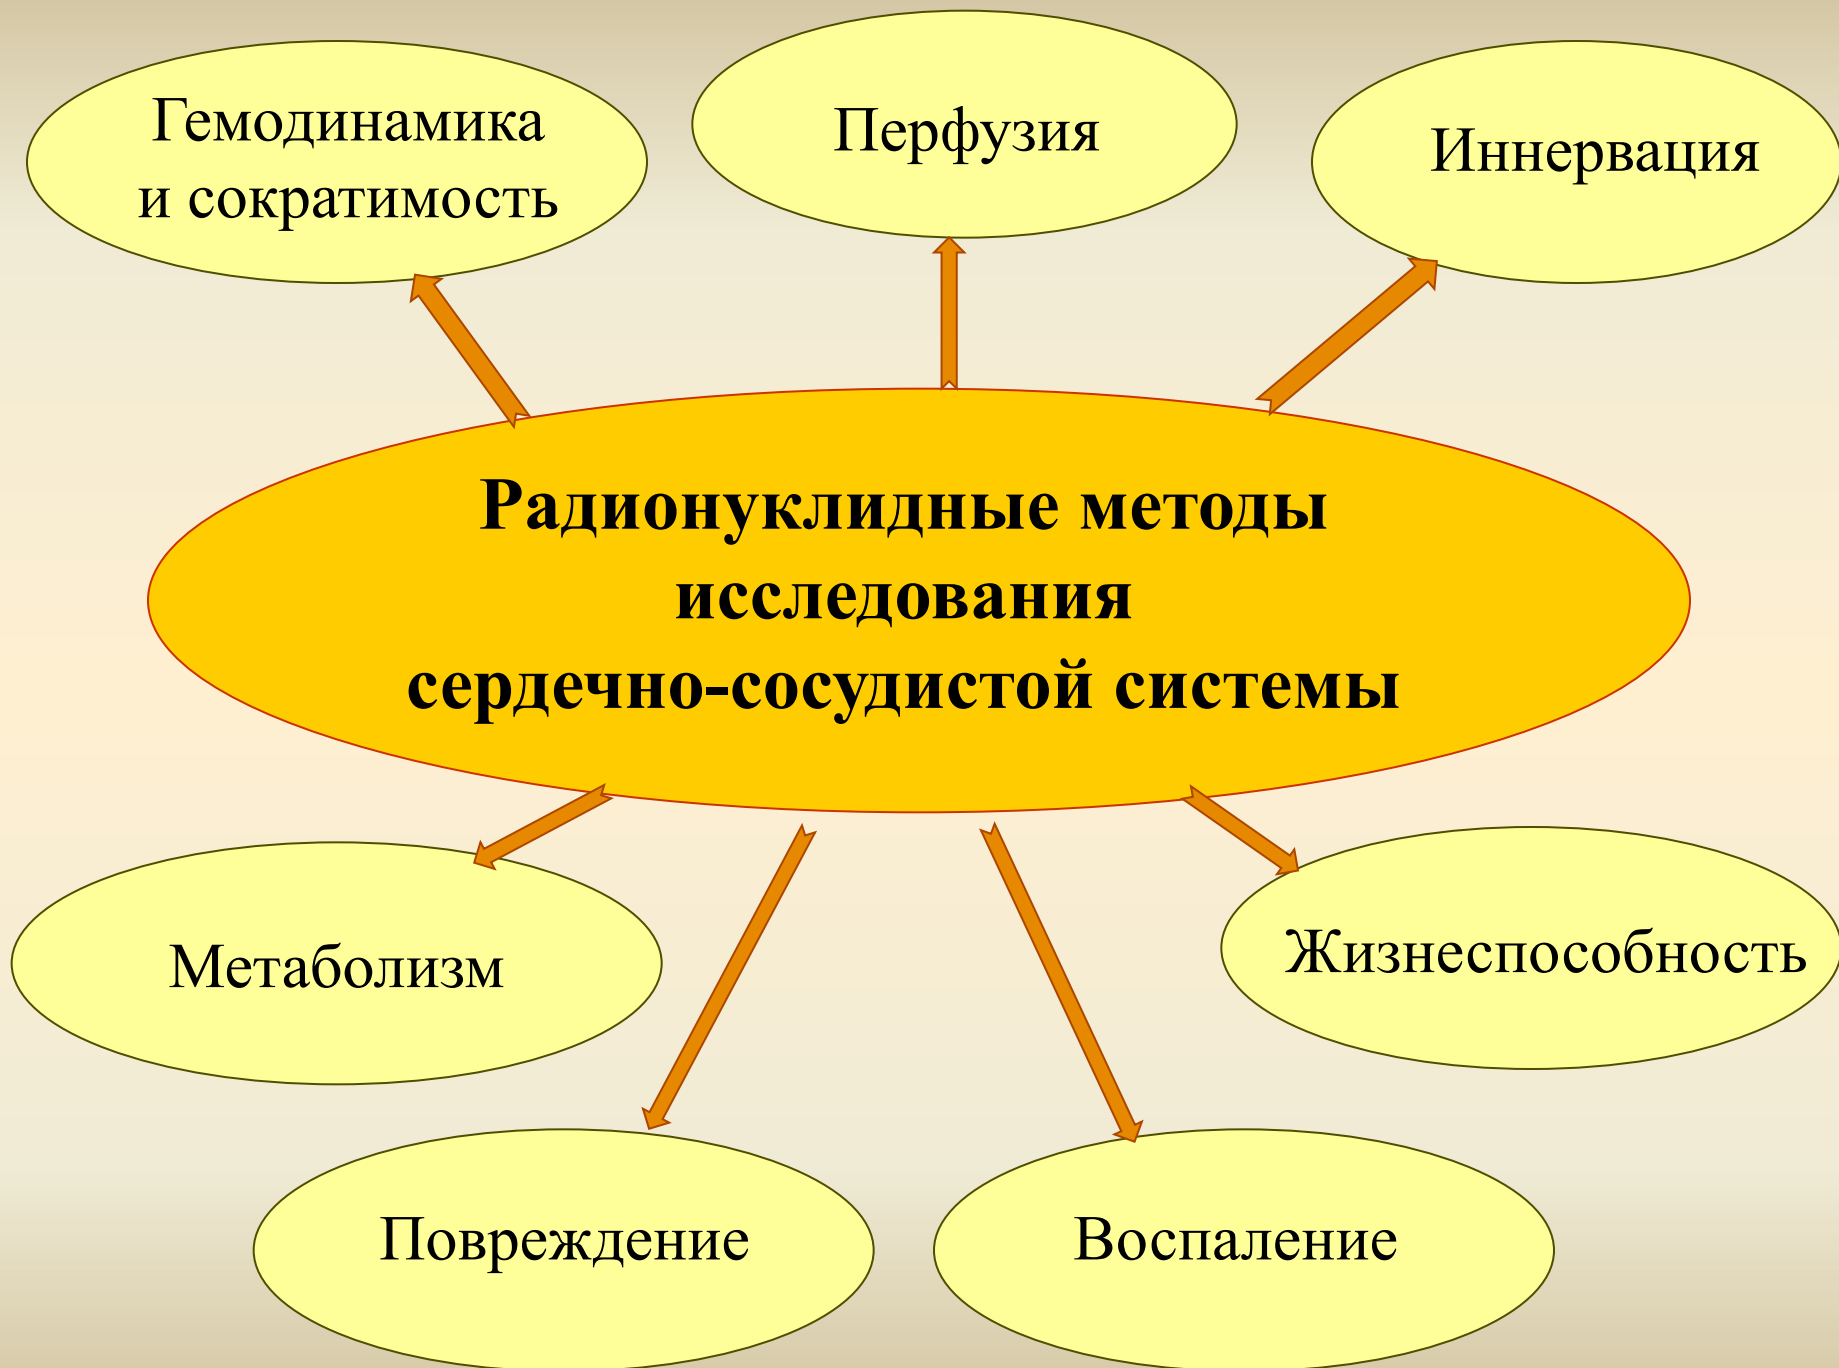 Гемодинамика
и сократимость
Перфузия
Иннервация
Радионуклидные методы
исследования
сердечно-сосудистой системы
Метаболизм
Жизнеспособность
Повреждение
Воспаление